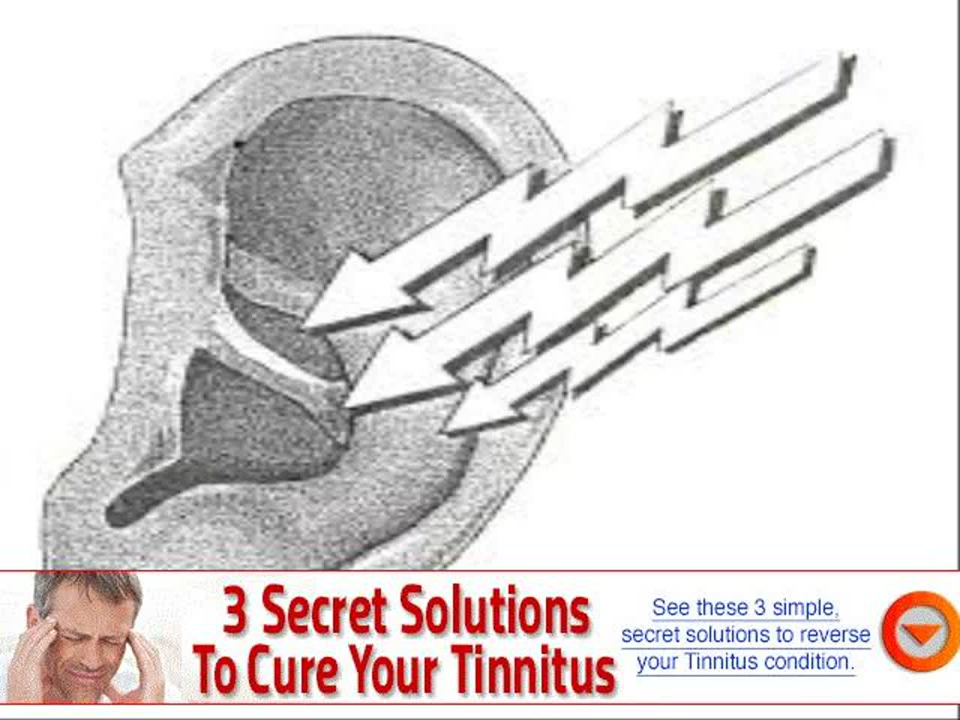 3 Secret Solutions
To Cure Your Tinnitus
See these 3 simple,
secret solutions to reverse
your Tinnitus condition.